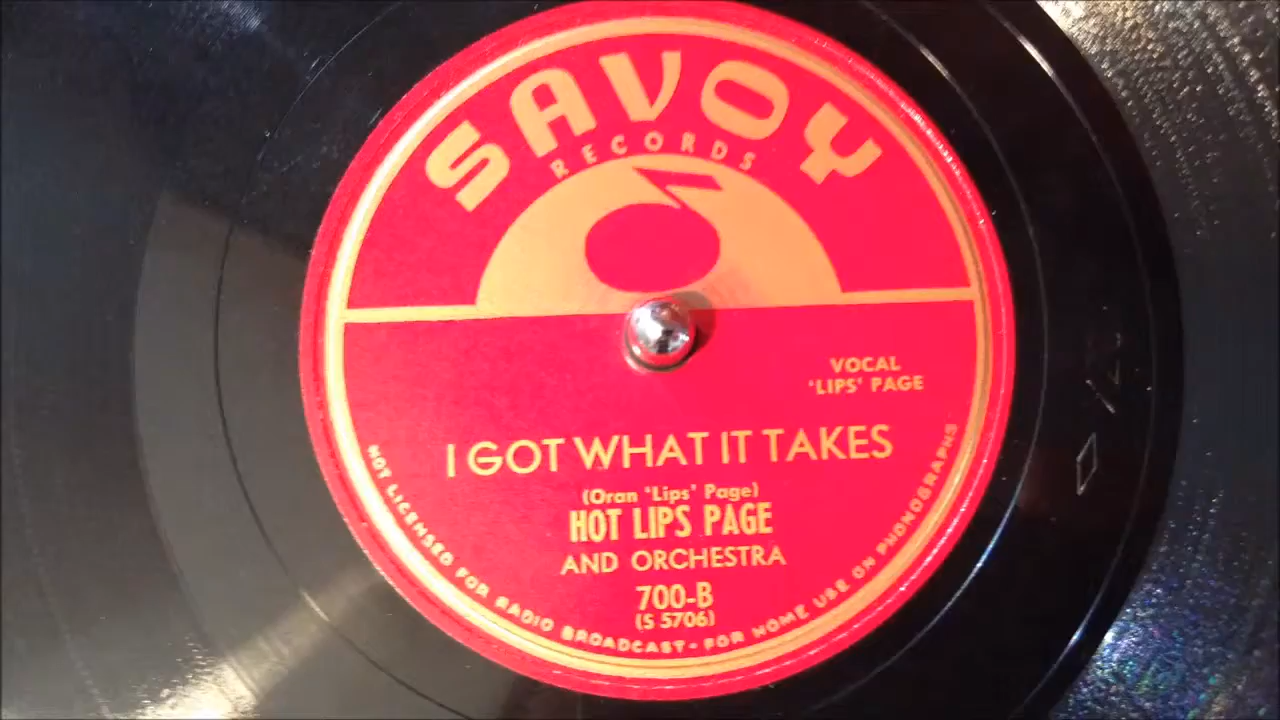 SAVOY
RECORDS
VOCAL
'LIPS' PAGE
I GOT WHAT IT TAKES
(Oran 'Lips' Page)
HOT LIPS PAGE
AND ORCHESTRA
700-B
(S 5706)
NOT LICENSED FOR RADIO BROADCAST • FOR HOME USE ON PHONOGRAPHS